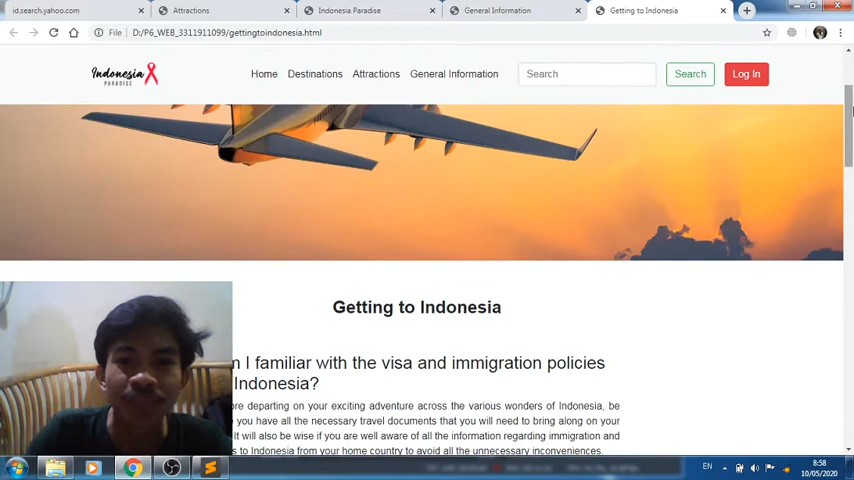 id.search.yahoo.com
Attractions
Indonesia Paradise
General Information
Getting to Indonesia
File
D:/P6_WEB_3311911099/gettingtoindonesia.html
Indonesia
PARADISE
Home
Destinations
Attractions
General Information
Search
Search
Log In
Getting to Indonesia
m I familiar with the visa and immigration policies
Indonesia?
ore departing on your exciting adventure across the various wonders of Indonesia, be
you have all the necessary travel documents that you will need to bring along on your
It will also be wise if you are well aware of all the information regarding immigration and
s to Indonesia from your home country to avoid all the unnecessary inconveniences.
EN
8:58
10/05/2020